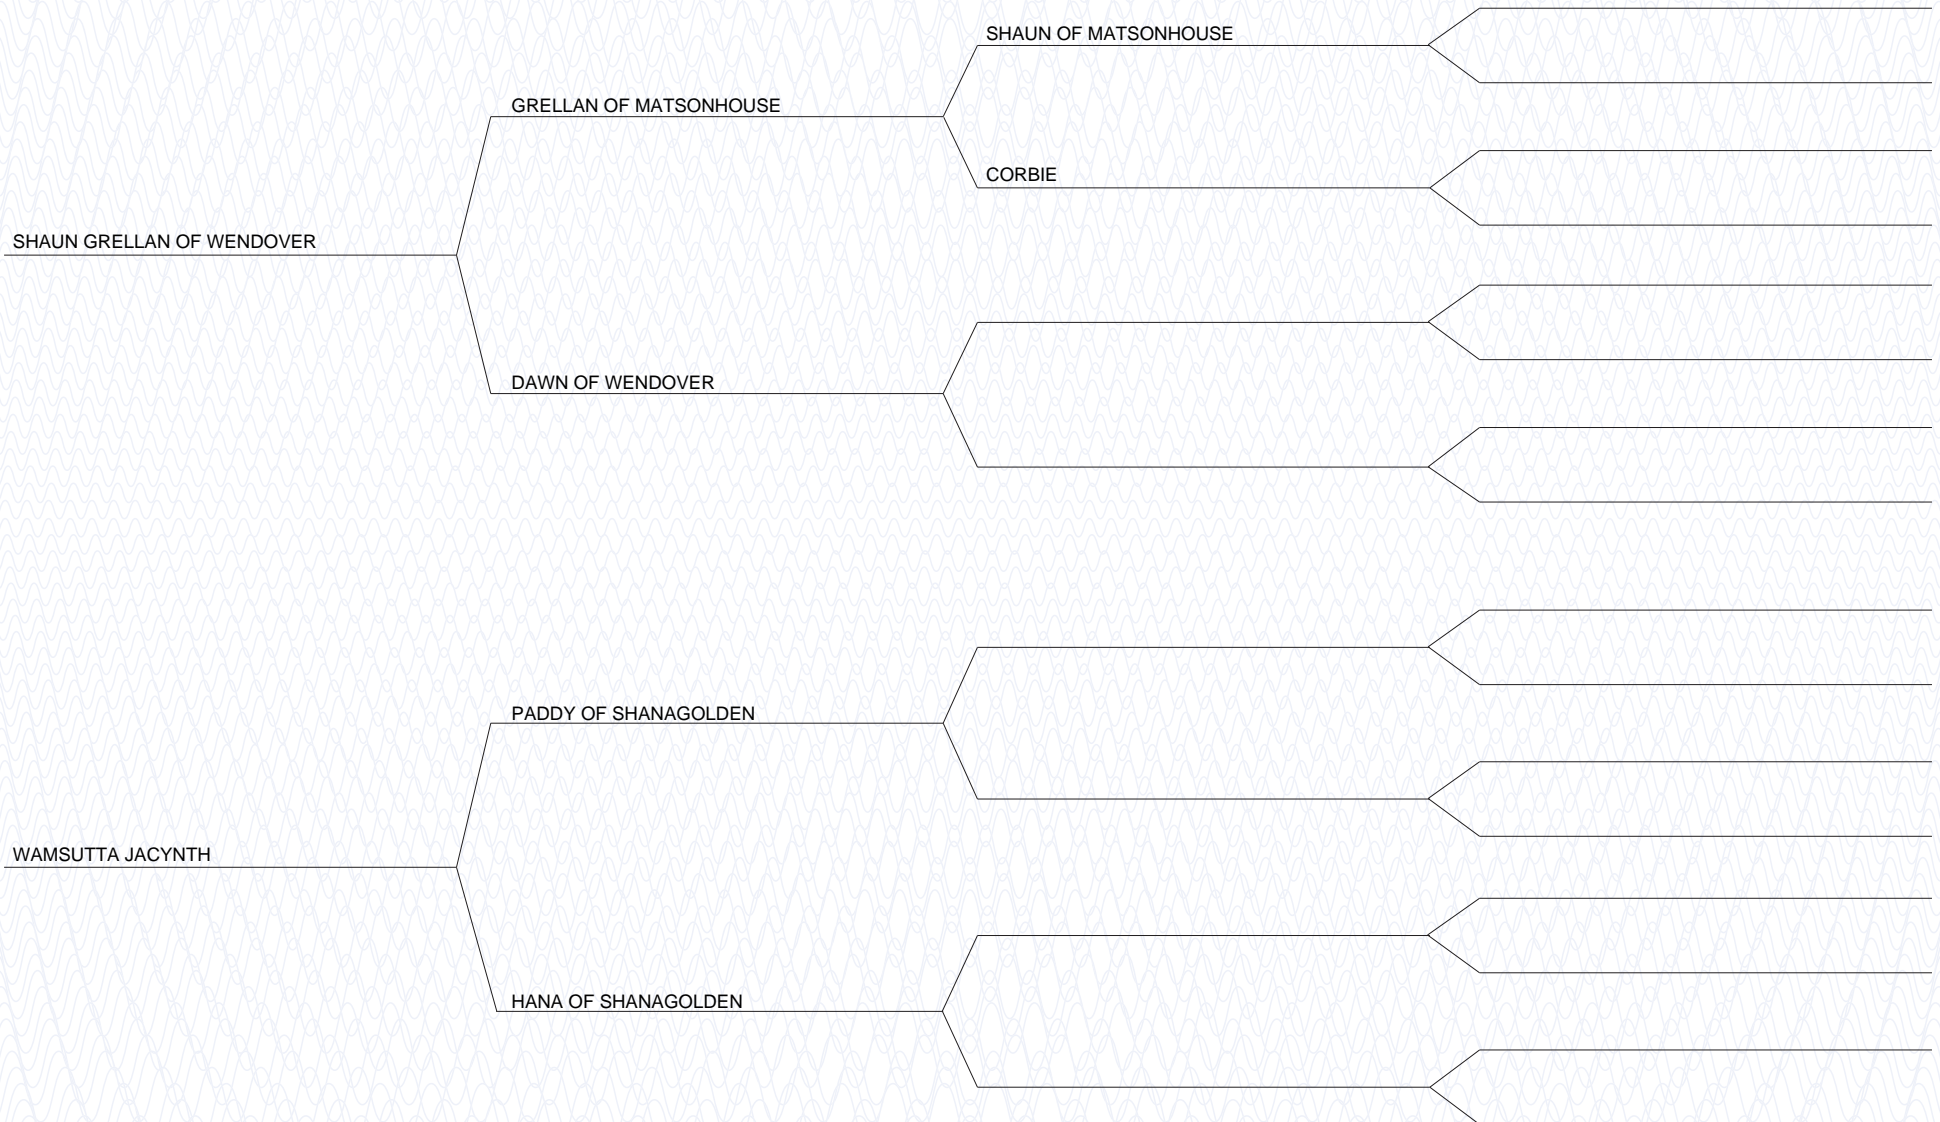 SHAUN OF MATSONHOUSE
GRELLAN OF MATSONHOUSE
CORBIE
SHAUN GRELLAN OF WENDOVER
DAWN OF WENDOVER
PADDY OF SHANAGOLDEN
WAMSUTTA JACYNTH
HANA OF SHANAGOLDEN